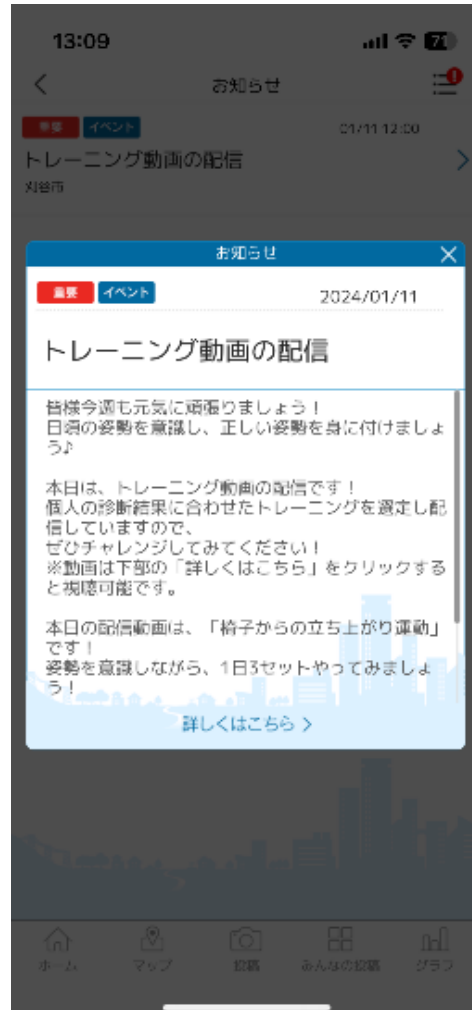 13:09
71
お知らせ
重要 イベント 01/11 12:00
トレーニング動画の配信
刈谷市
お知らせ
重要 イベント 2024/01/11
トレーニング動画の配信
皆様今週も元気に頑張りましょう！
日頃の姿勢を意識し、正しい姿勢を身に付けましょ
う♪
本日は、トレーニング動画の配信です！
個人の診断結果に合わせたトレーニングを選定し配
信していますので、
ぜひチャレンジしてみてください！
※動画は下部の「詳しくはこちら」をクリックする
と視聴可能です。
本日の配信動画は、「椅子からの立ち上がり運動」
です！
姿勢を意識しながら、1日3セットやってみましょ
う！
詳しくはこちら
ホーム マップ 投稿 みんなの投稿 グラフ